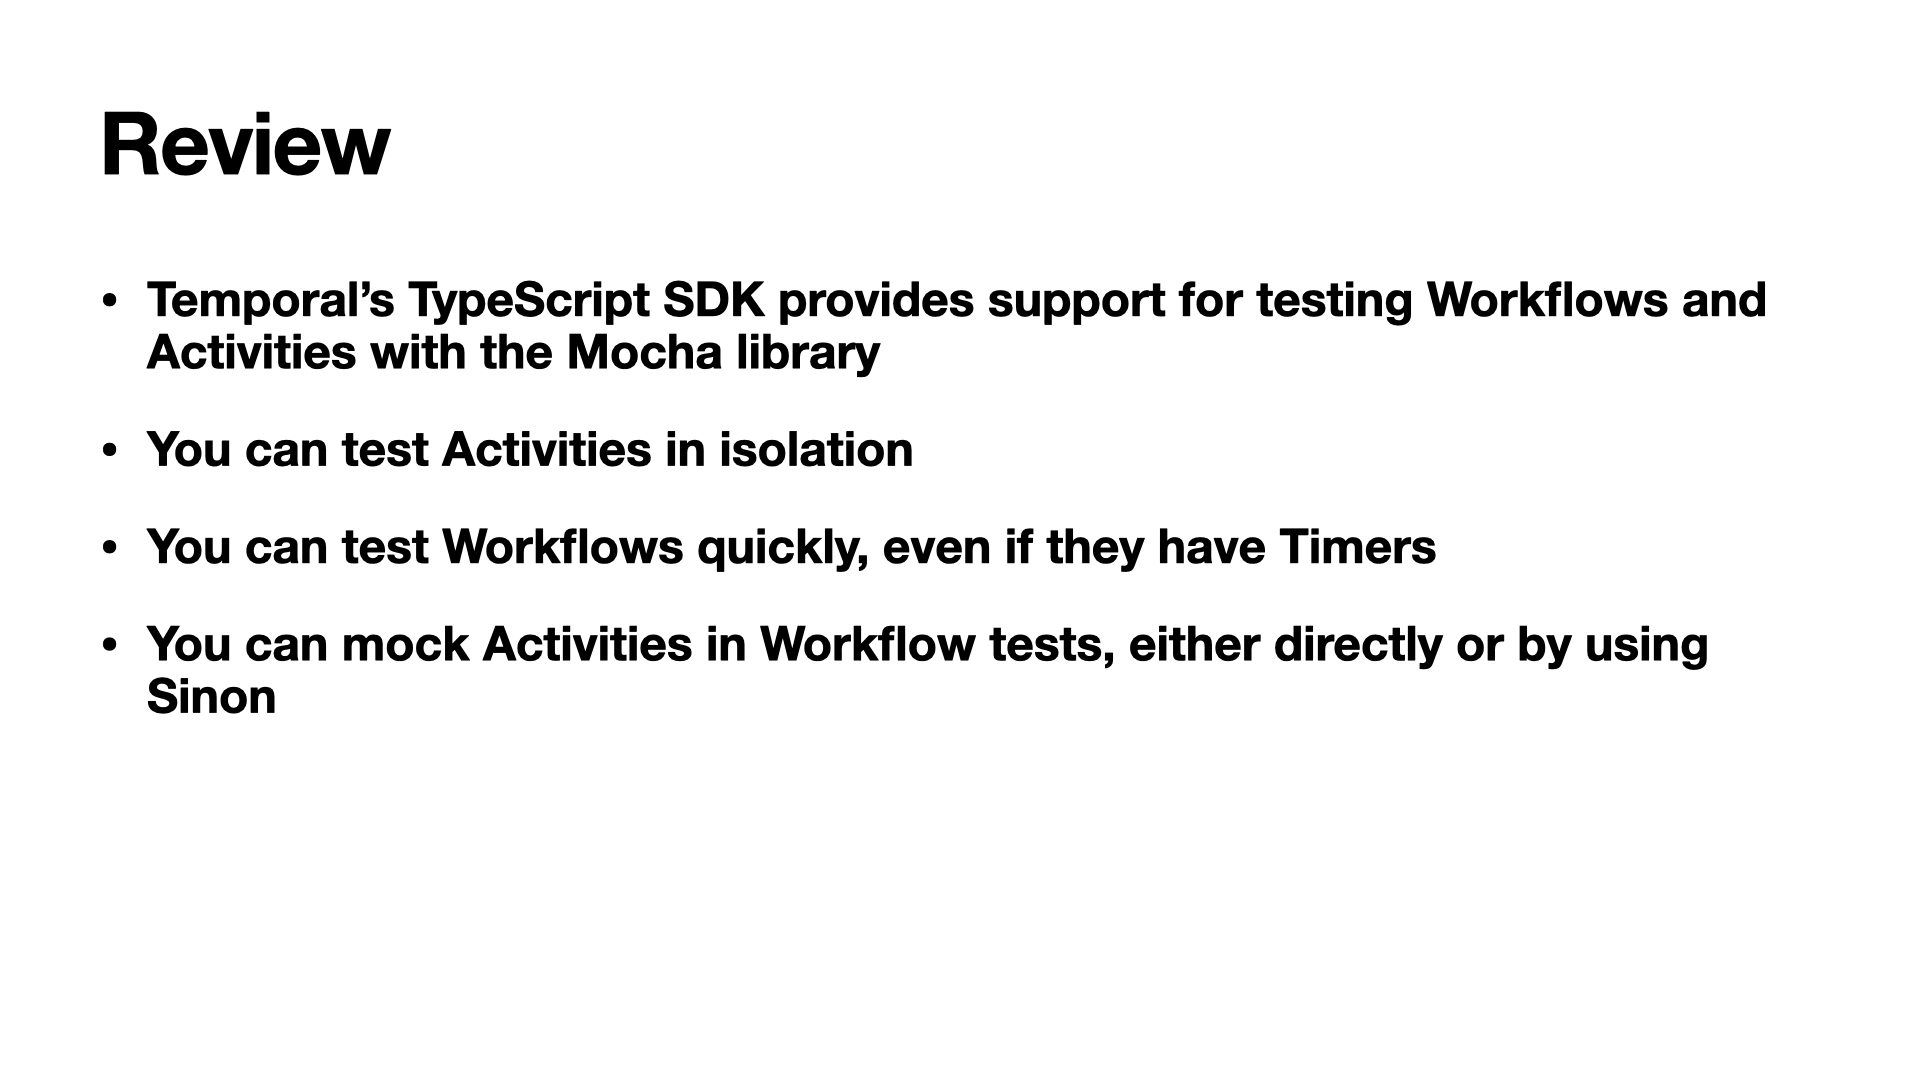 Review
• Temporal’s TypeScript SDK provides support for testing Workflows and
Activities with the Mocha library
• You can test Activities in isolation
• You can test Workflows quickly, even if they have Timers
• You can mock Activities in Workflow tests, either directly or by using
Sinon